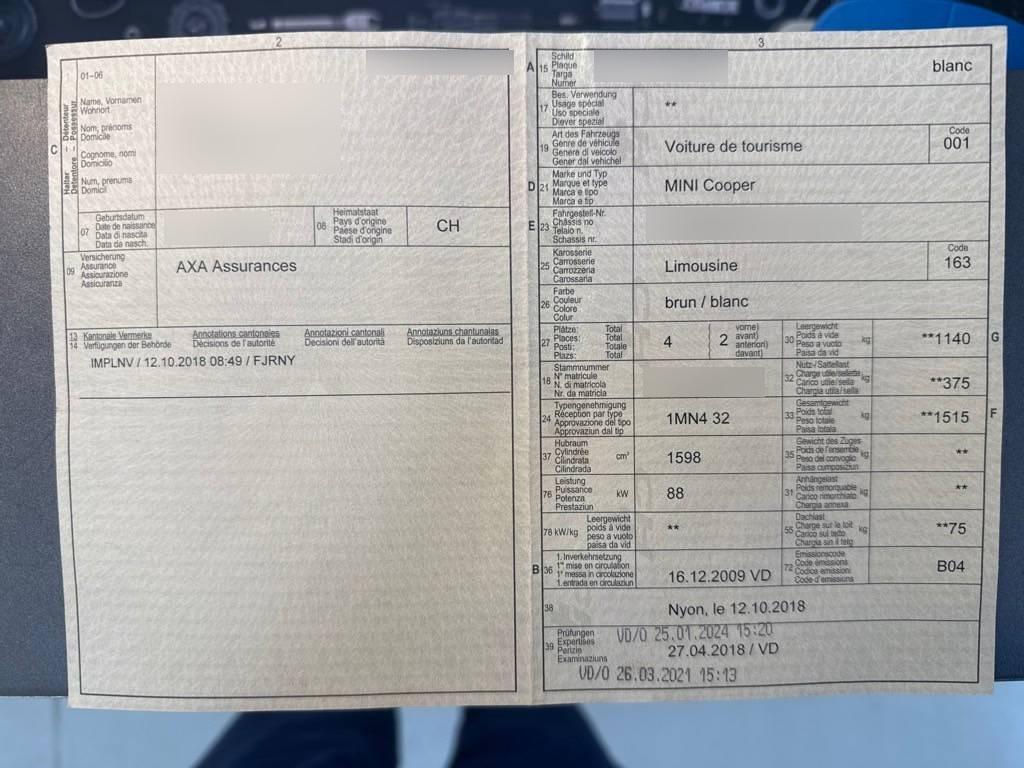 2
01-06
C
Halter – Détenteur
Detentore – Possessur
Name, Vornamen
Wohnort
Nom, prénoms
Domicile
Cognome, nomi
Domicilio
Num, prenums
Domicil
07
Geburtsdatum
Date de naissance
Data di nascita
Data da nasch.
08
Heimatstaat
Pays d'origine
Paese d'origine
Stadi d'origin
CH
09
Versicherung
Assurance
Assicurazione
Assicuranza
AXA Assurances
13 Kantonale Vermerke Annotations cantonales Annotazioni cantonali Annotaziuns chantunalas
14 Verfügungen der Behörde Décisions de l'autorité Decisioni dell'autorità Disposiziuns da l'autoritad
IMPLNV / 12.10.2018 08:49 / FJRNY
3
A 15
Schild
Plaque
Targa
Numer
blanc
17
Bes. Verwendung
Usage spécial
Uso speciale
Diever spezial
**
19
Art des Fahrzeugs
Genre de véhicule
Genere di veicolo
Gener dal vehichel
Voiture de tourisme
Code
001
D 21
Marke und Typ
Marque et type
Marca e tipo
Marca e tip
MINI Cooper
E 23
Fahrgestell-Nr.
Châssis no
Telaio n.
Schassis nr.
25
Karosserie
Carrosserie
Carrozzeria
Carossaria
Limousine
Code
163
26
Farbe
Couleur
Colore
Colur
brun / blanc
27
Plätze: Total
Places: Total
Posti: Totale
Plazs: Total
4
2
vorne)
avant)
anteriori)
davant)
30
Leergewicht
Poids à vide
Peso a vuoto
Paisa da vid
kg
**1140
G
18
Stammnummer
N° matricule
N. di matricola
Nr. da matricla
32
Nutz-/Sattellast
Charge utile/sellette
Carico utile/sella
Chargia utila/sella
kg
**375
24
Typengenehmigung
Réception par type
Approvazione del tipo
Approvaziun dal tip
1MN4 32
33
Gesamtgewicht
Poids total
Peso totale
Paisa totala
kg
**1515
F
37
Hubraum
Cylindrée
Cilindrata
Cilindrada
cm³
1598
35
Gewicht des Zuges
Poids de l'ensemble
Peso del convoglio
Paisa cumposiziun
kg
**
76
Leistung
Puissance
Potenza
Prestaziun
kW
88
31
Anhängelast
Poids remorquable
Carico rimorchiato
Chargia annexa
kg
**
78 kW/kg
Leergewicht
poids à vide
peso a vuoto
paisa da vid
**
55
Dachlast
Charge sur le toit
Carico sul tetto
Chargia sin il tetg
kg
**75
B 36
1. Inverkehrsetzung
1re mise en circulation
1a messa in circolazione
1. entrada en circulaziun
16.12.2009 VD
72
Emissionscode
Code émissions
Codice emissioni
Code d'emissiuns
B04
38
Nyon, le 12.10.2018
39
Prüfungen
Expertises
Perizie
Examinaziuns
VD/O 25.01.2024 15:20
27.04.2018 / VD
VD/O 26.03.2021 15:13